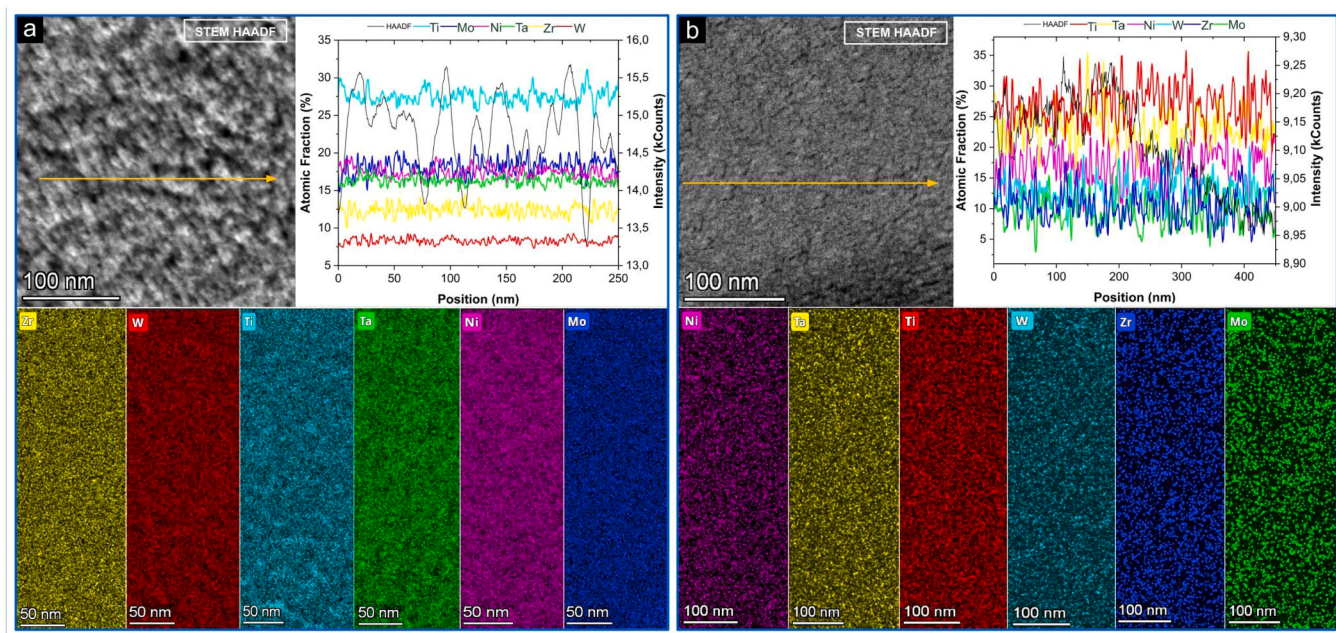 a
STEM HAADF
100 nm
HAADF Ti Mo Ni Ta Zr W
35
30
25
20
15
10
5
Atomic Fraction (%)
16,0
15,5
15,0
14,5
14,0
13,5
13,0
Intensity (kCounts)
0 50 100 150 200 250
Position (nm)
Zr
W
Ti
Ta
Ni
Mo
50 nm
50 nm
50 nm
50 nm
50 nm
50 nm
b
STEM HAADF
100 nm
HAADF Ti Ta Ni W Zr Mo
35
30
25
20
15
10
5
Atomic Fraction (%)
9,30
9,25
9,20
9,15
9,10
9,05
9,00
8,95
8,90
Intensity (kCounts)
0 100 200 300 400
Position (nm)
Ni
Ta
Ti
W
Zr
Mo
100 nm
100 nm
100 nm
100 nm
100 nm
100 nm